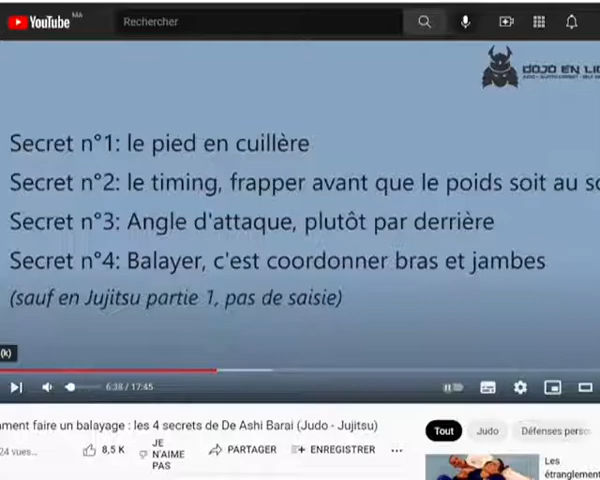 YouTube MA
Rechercher
DOJO EN LIG
Secret n°1: le pied en cuillère
Secret n°2: le timing, frapper avant que le poids soit au so
Secret n°3: Angle d'attaque, plutôt par derrière
Secret n°4: Balayer, c'est coordonner bras et jambes
(sauf en Jujitsu partie 1, pas de saisie)
(k)
6:38 / 17:45
mment faire un balayage : les 4 secrets de De Ashi Barai (Judo - Jujitsu)
24 vues...
8,5 K
JE
N'AIME
PAS
PARTAGER
ENREGISTRER
...
Tout
Judo
Défenses perso
Les
étranglement